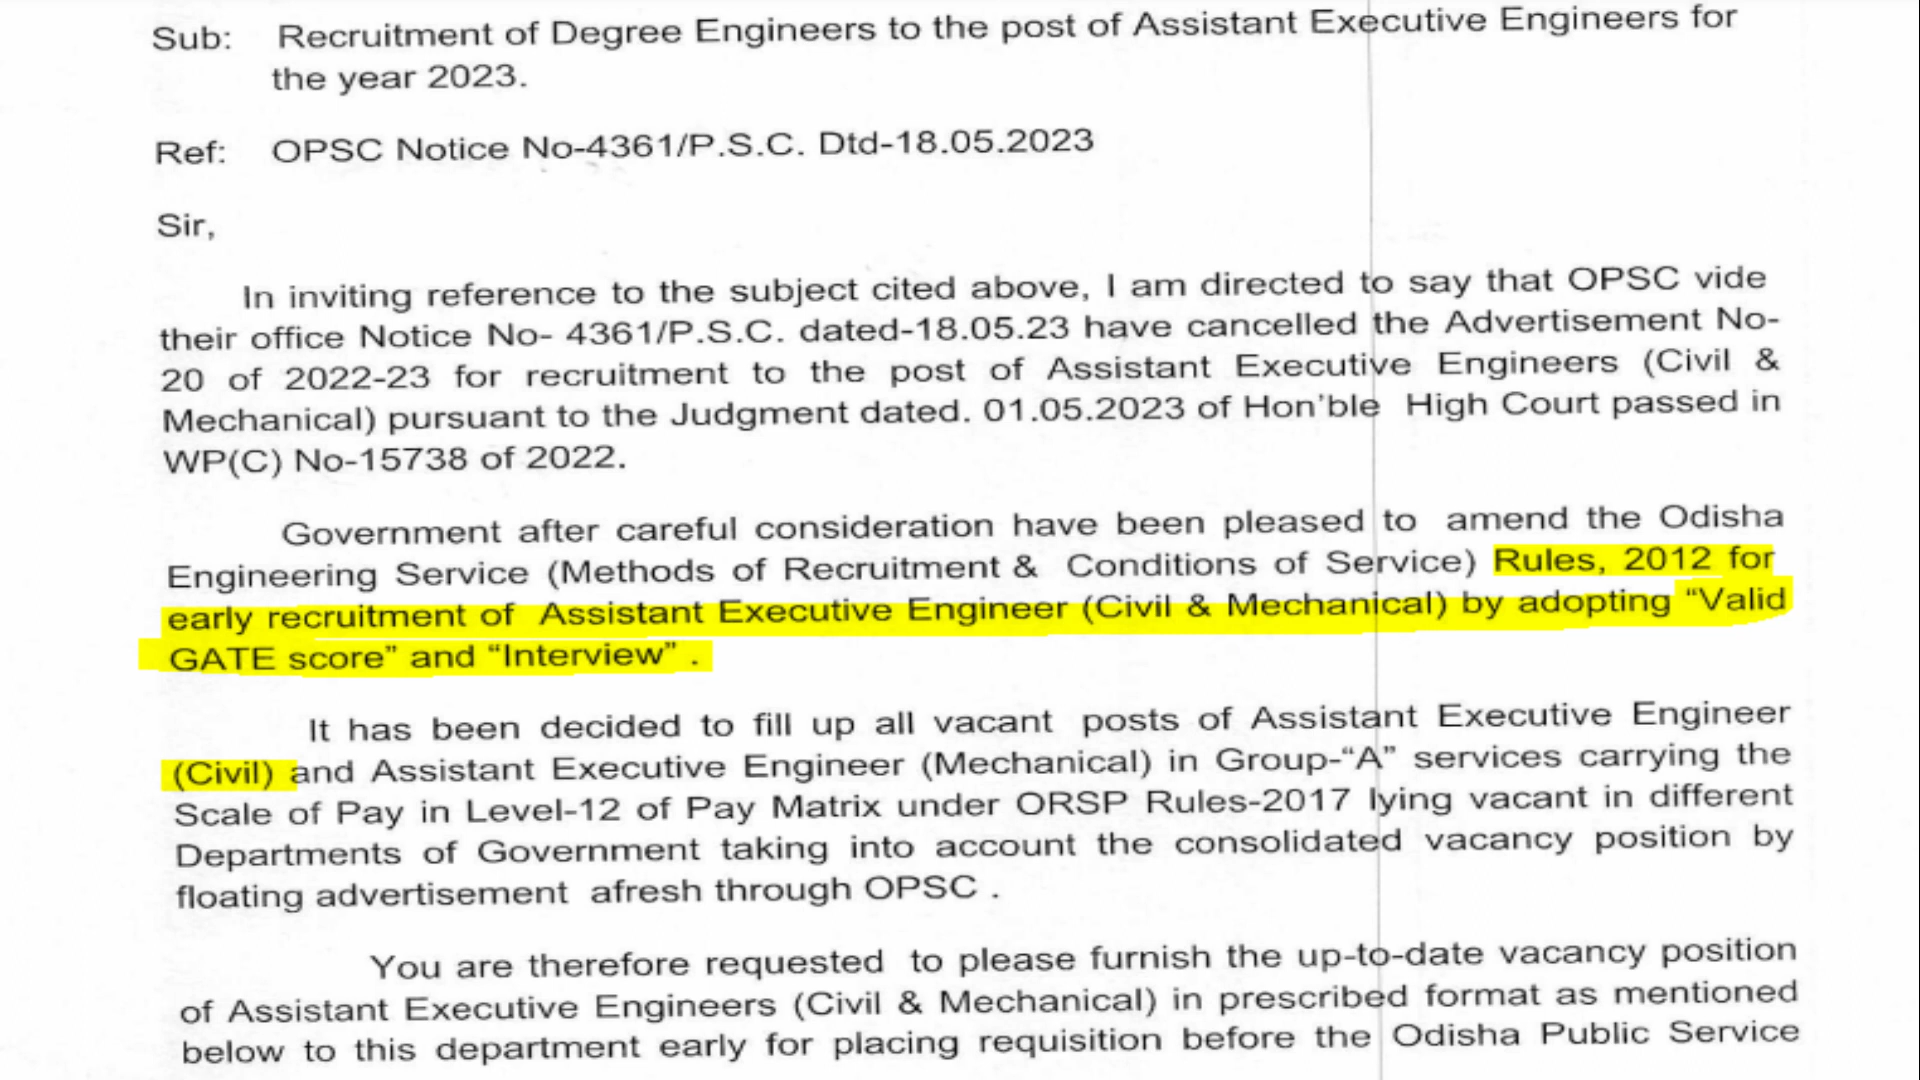 Sub: Recruitment of Degree Engineers to the post of Assistant Executive Engineers for
the year 2023.
Ref: OPSC Notice No-4361/P.S.C. Dtd-18.05.2023
Sir,
In inviting reference to the subject cited above, I am directed to say that OPSC vide
their office Notice No- 4361/P.S.C. dated-18.05.23 have cancelled the Advertisement No-
20 of 2022-23 for recruitment to the post of Assistant Executive Engineers (Civil &
Mechanical) pursuant to the Judgment dated. 01.05.2023 of Hon'ble High Court passed in
WP(C) No-15738 of 2022.
Government after careful consideration have been pleased to amend the Odisha
Engineering Service (Methods of Recruitment & Conditions of Service) Rules, 2012 for
early recruitment of Assistant Executive Engineer (Civil & Mechanical) by adopting “Valid
GATE score” and “Interview” .
It has been decided to fill up all vacant posts of Assistant Executive Engineer
(Civil) and Assistant Executive Engineer (Mechanical) in Group-“A” services carrying the
Scale of Pay in Level-12 of Pay Matrix under ORSP Rules-2017 lying vacant in different
Departments of Government taking into account the consolidated vacancy position by
floating advertisement afresh through OPSC .
You are therefore requested to please furnish the up-to-date vacancy position
of Assistant Executive Engineers (Civil & Mechanical) in prescribed format as mentioned
below to this department early for placing requisition before the Odisha Public Service